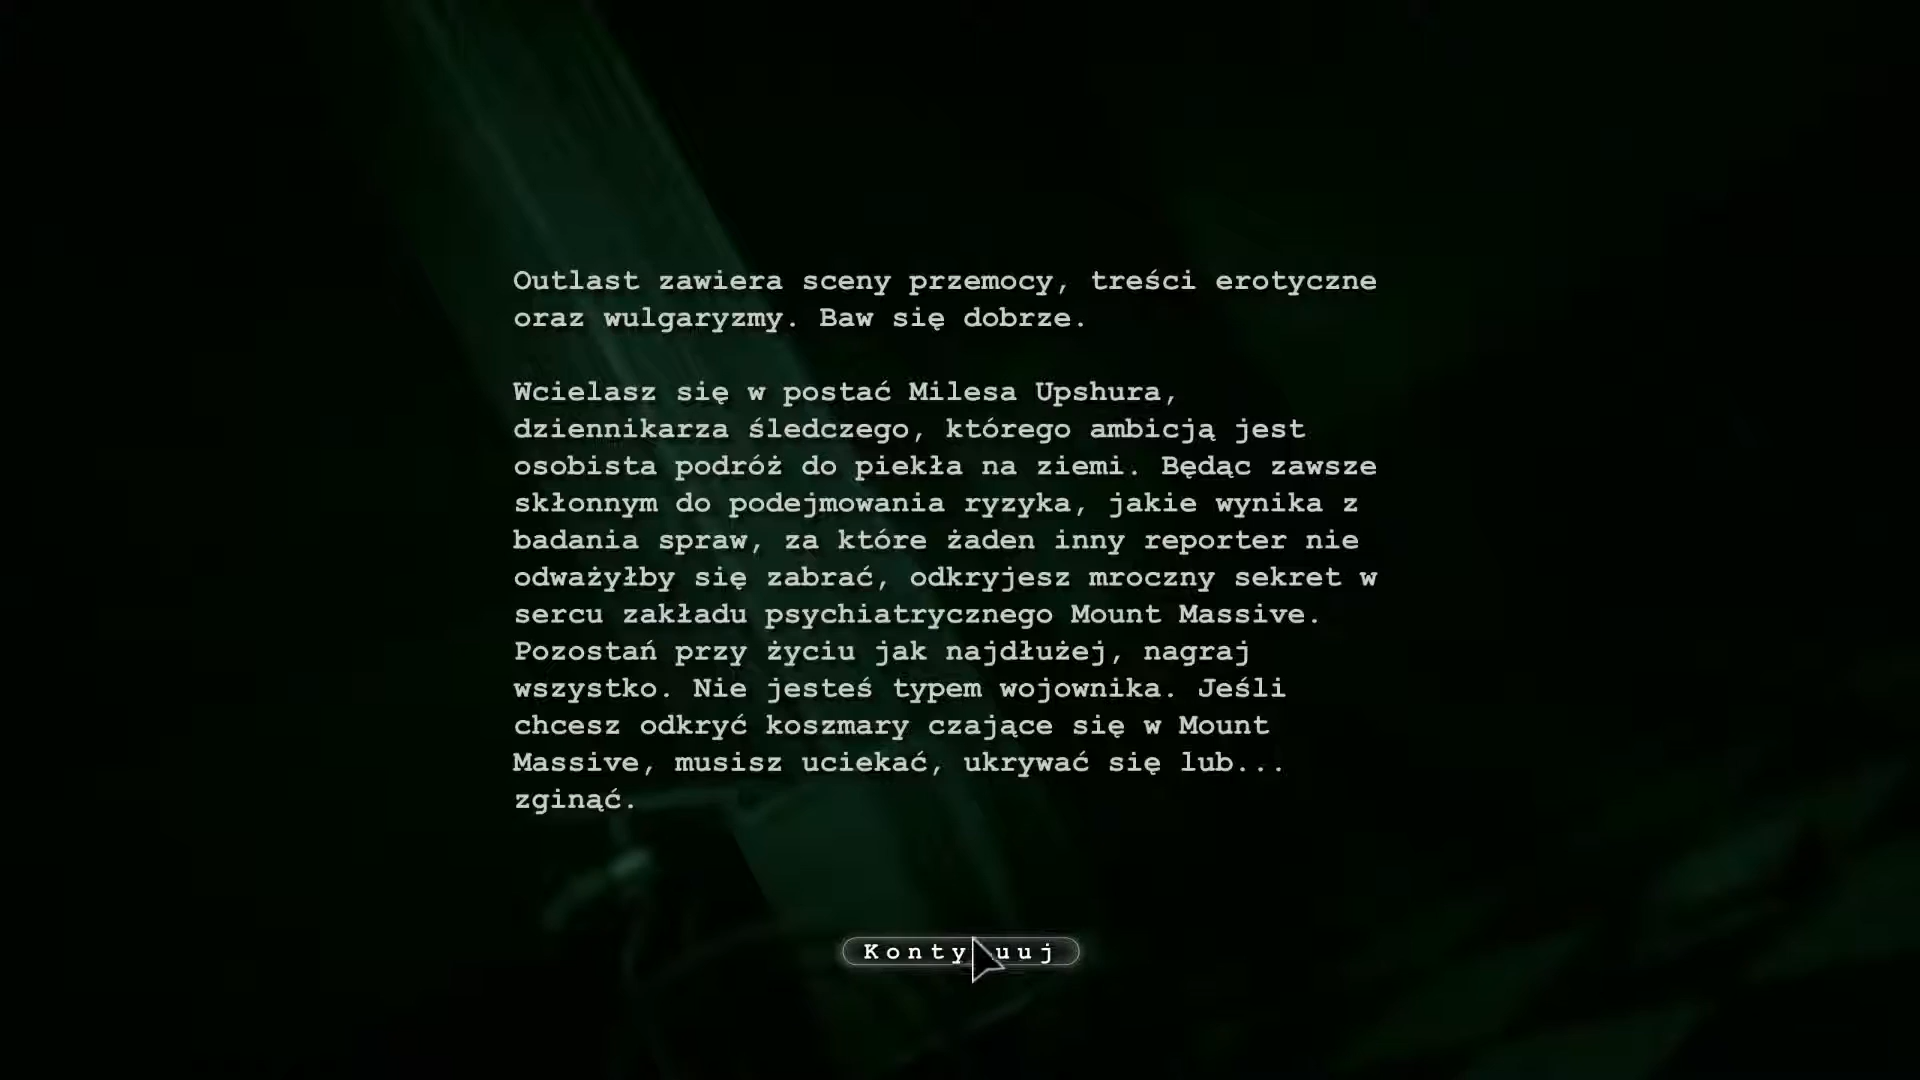 Outlast zawiera sceny przemocy, treści erotyczne
oraz wulgaryzmy. Baw się dobrze.
Wcielasz się w postać Milesa Upshura,
dziennikarza śledczego, którego ambicją jest
osobista podróż do piekła na ziemi. Będąc zawsze
skłonnym do podejmowania ryzyka, jakie wynika z
badania spraw, za które żaden inny reporter nie
odważyłby się zabrać, odkryjesz mroczny sekret w
sercu zakładu psychiatrycznego Mount Massive.
Pozostań przy życiu jak najdłużej, nagraj
wszystko. Nie jesteś typem wojownika. Jeśli
chcesz odkryć koszmary czające się w Mount
Massive, musisz uciekać, ukrywać się lub...
zginąć.
Kontynuuj